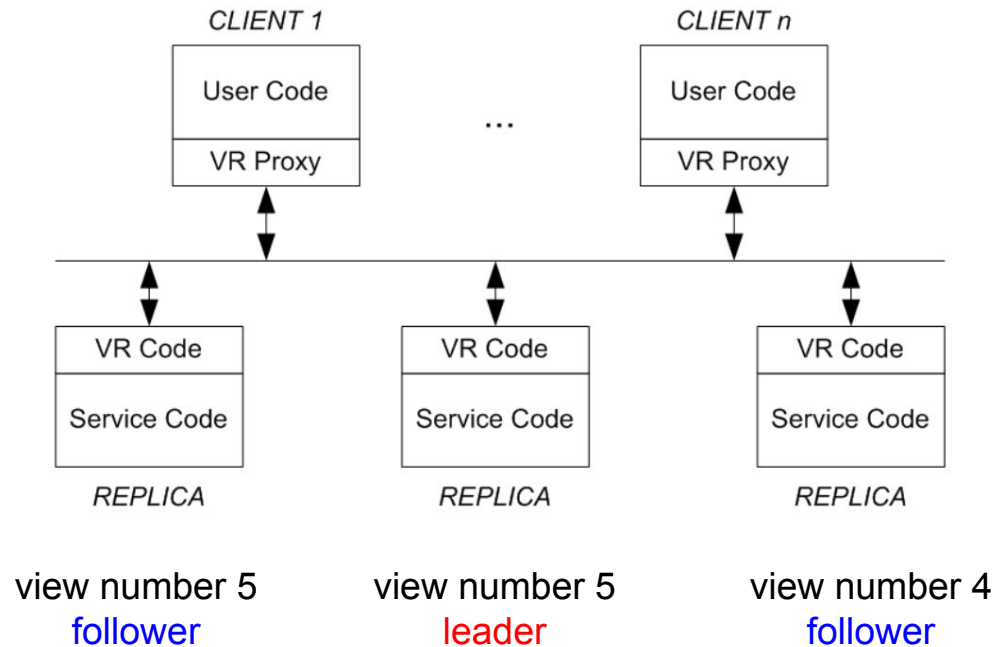 CLIENT 1
CLIENT n
User Code
User Code
...
VR Proxy
VR Proxy
VR Code
VR Code
VR Code
Service Code
Service Code
Service Code
REPLICA
REPLICA
REPLICA
view number 5
view number 5
view number 4
follower
leader
follower